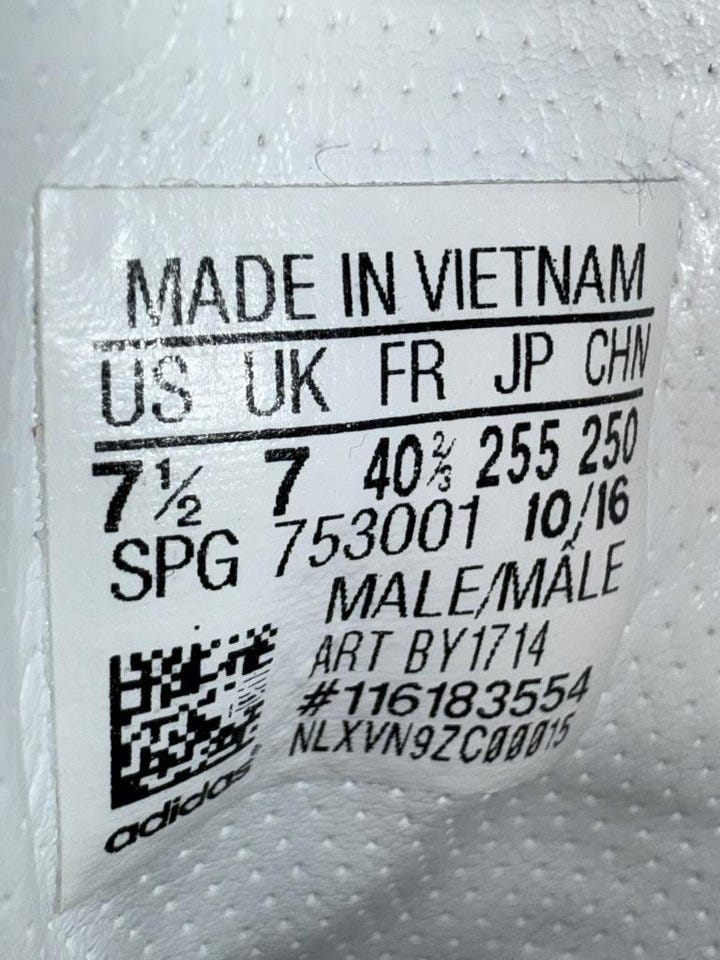 MADE IN VIETNAM
US UK FR JP CHN
7½ 7 40⅔ 255 250
SPG 753001 10/16
MALE/MÂLE
ART BY1714
#116183554
NLXVN9ZC00015
adidas